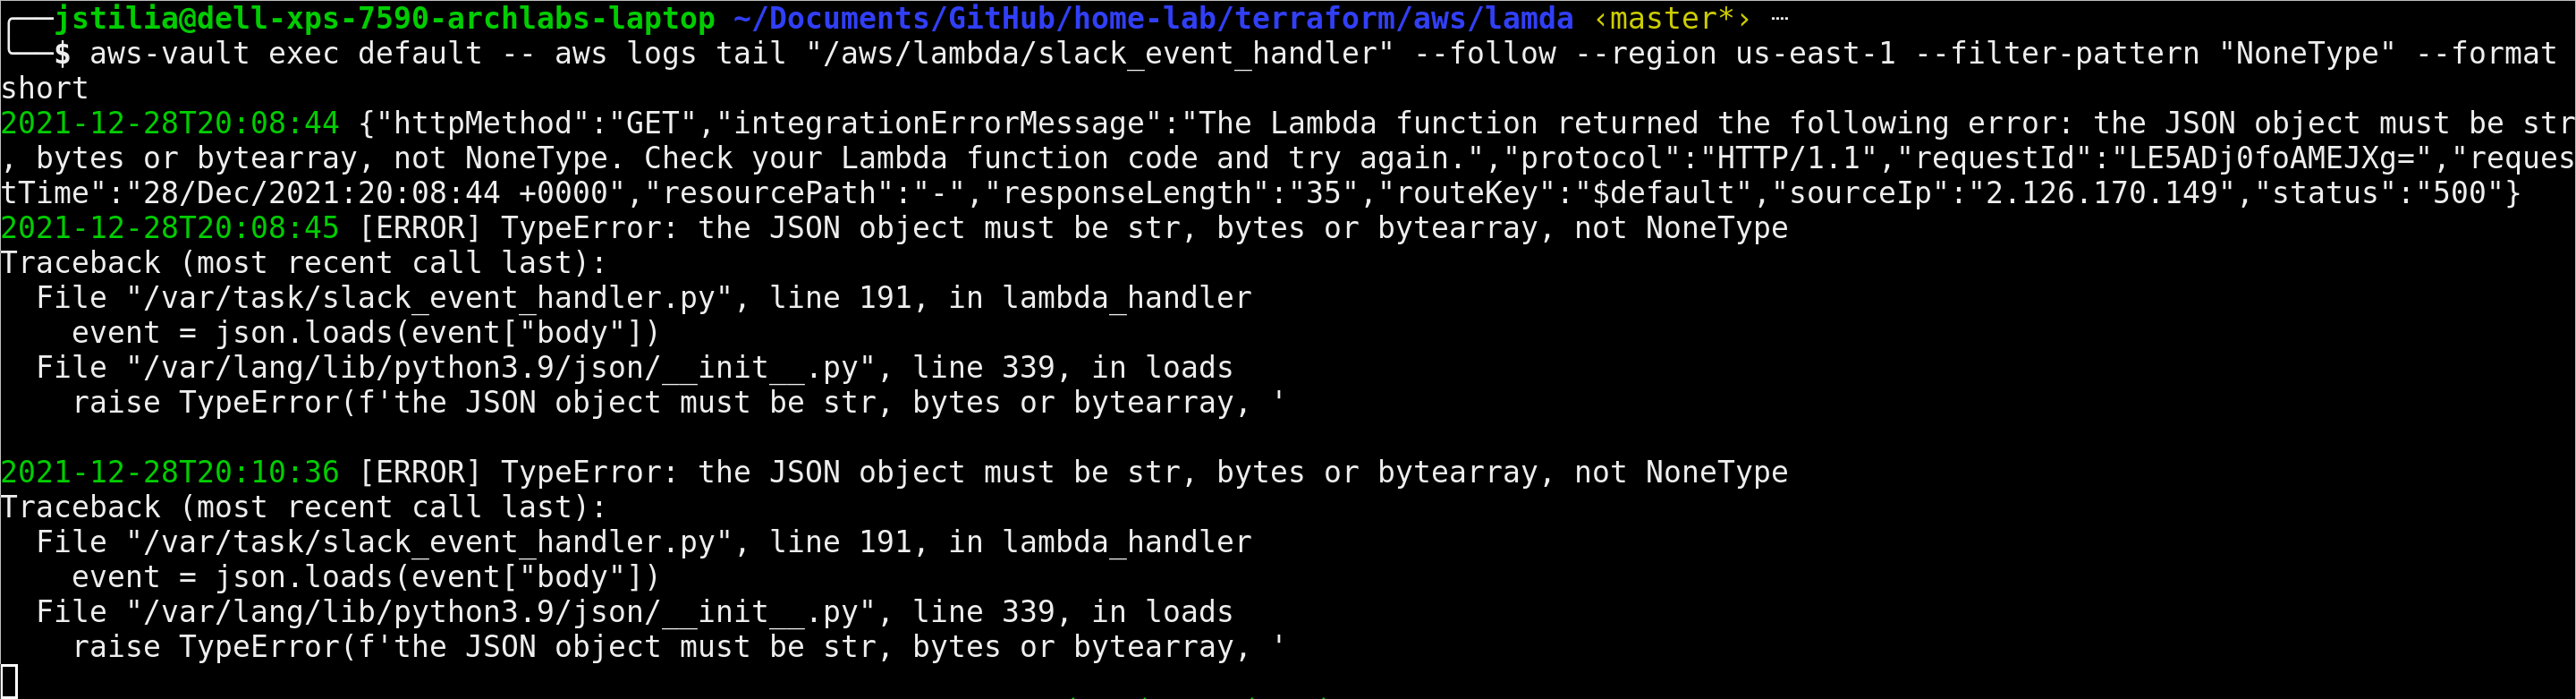 jstilia@dell-xps-7590-archlabs-laptop ~/Documents/GitHub/home-lab/terraform/aws/lamda ‹master*› ┈
$ aws-vault exec default -- aws logs tail "/aws/lambda/slack_event_handler" --follow --region us-east-1 --filter-pattern "NoneType" --format
short
2021-12-28T20:08:44 {"httpMethod":"GET","integrationErrorMessage":"The Lambda function returned the following error: the JSON object must be str
, bytes or bytearray, not NoneType. Check your Lambda function code and try again.","protocol":"HTTP/1.1","requestId":"LE5ADj0foAMEJXg=","reques
tTime":"28/Dec/2021:20:08:44 +0000","resourcePath":"-","responseLength":"35","routeKey":"$default","sourceIp":"2.126.170.149","status":"500"}
2021-12-28T20:08:45 [ERROR] TypeError: the JSON object must be str, bytes or bytearray, not NoneType
Traceback (most recent call last):
  File "/var/task/slack_event_handler.py", line 191, in lambda_handler
    event = json.loads(event["body"])
  File "/var/lang/lib/python3.9/json/__init__.py", line 339, in loads
    raise TypeError(f'the JSON object must be str, bytes or bytearray, '
2021-12-28T20:10:36 [ERROR] TypeError: the JSON object must be str, bytes or bytearray, not NoneType
Traceback (most recent call last):
  File "/var/task/slack_event_handler.py", line 191, in lambda_handler
    event = json.loads(event["body"])
  File "/var/lang/lib/python3.9/json/__init__.py", line 339, in loads
    raise TypeError(f'the JSON object must be str, bytes or bytearray, '